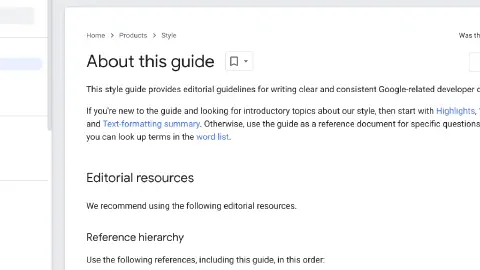 Home > Products > Style
Was th
About this guide
This style guide provides editorial guidelines for writing clear and consistent Google-related developer
If you're new to the guide and looking for introductory topics about our style, then start with Highlights,
and Text-formatting summary. Otherwise, use the guide as a reference document for specific questions
you can look up terms in the word list.
Editorial resources
We recommend using the following editorial resources.
Reference hierarchy
Use the following references, including this guide, in this order: